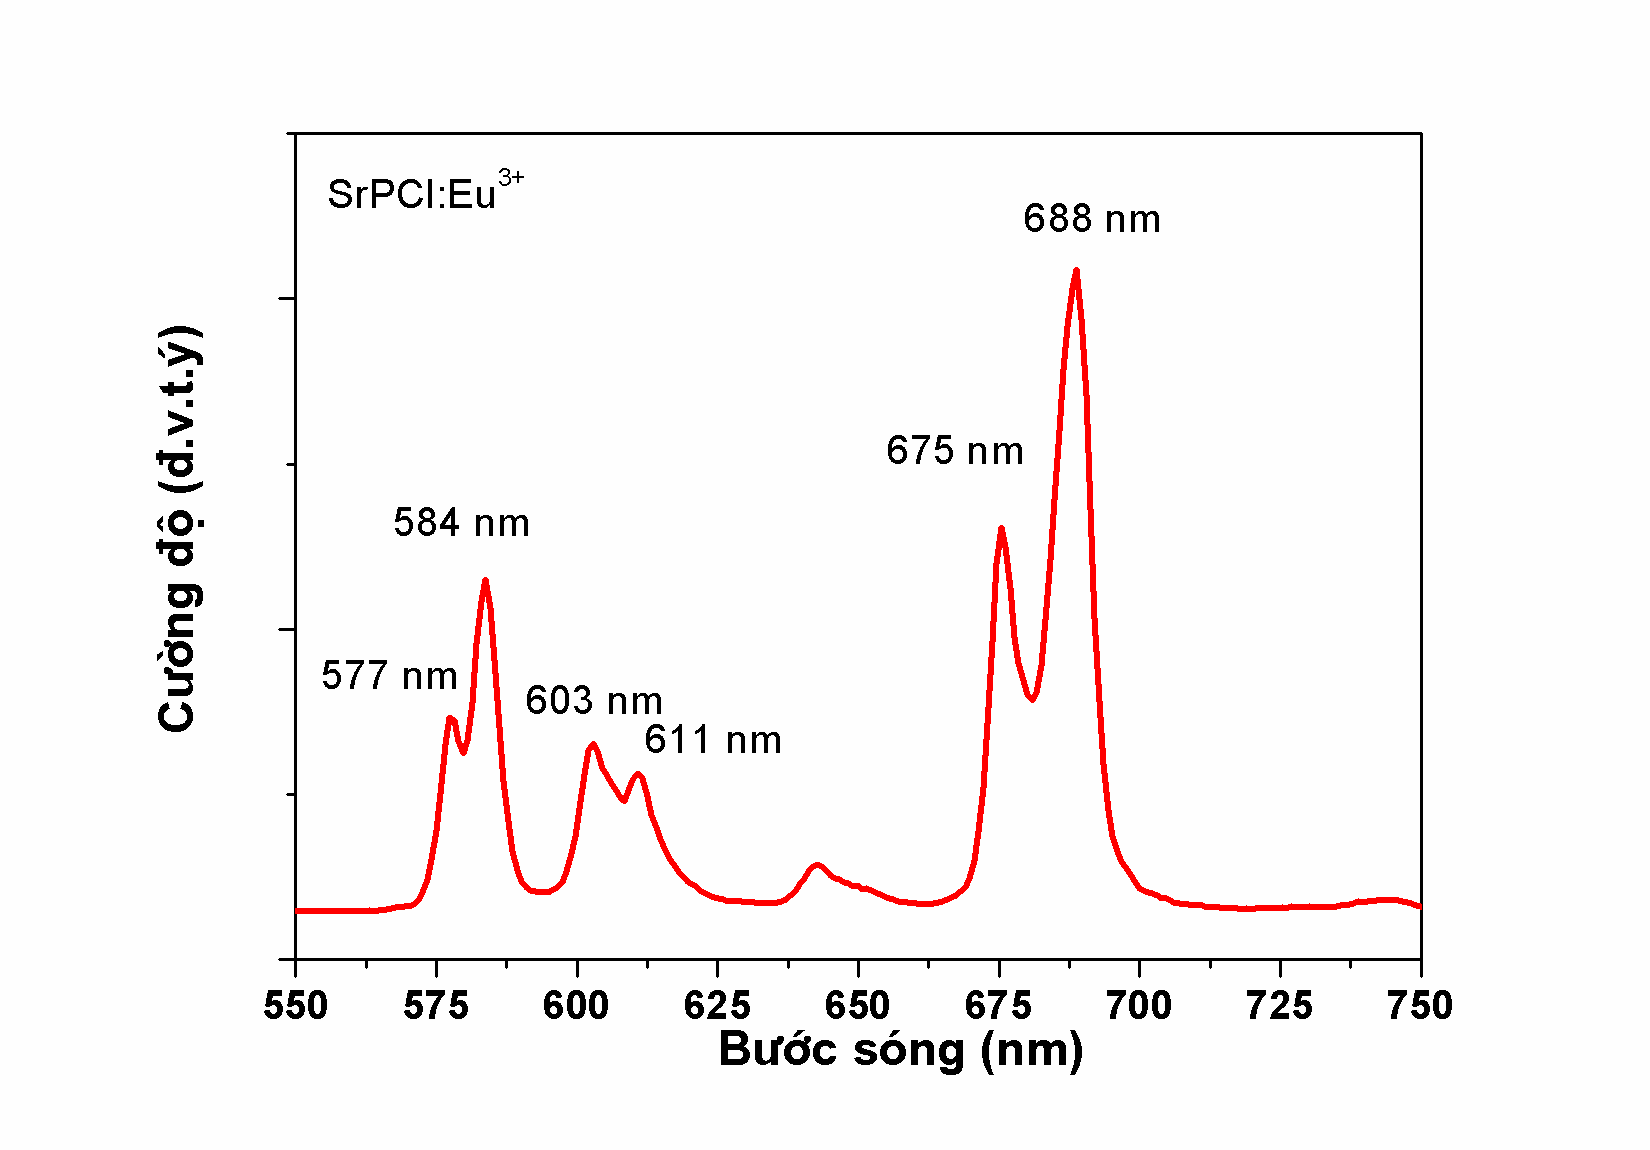 SrPCl:Eu3+
688 nm
675 nm
584 nm
577 nm
603 nm
611 nm
Cường độ (đ.v.t.ý)
550 575 600 625 650 675 700 725 750
Bước sóng (nm)